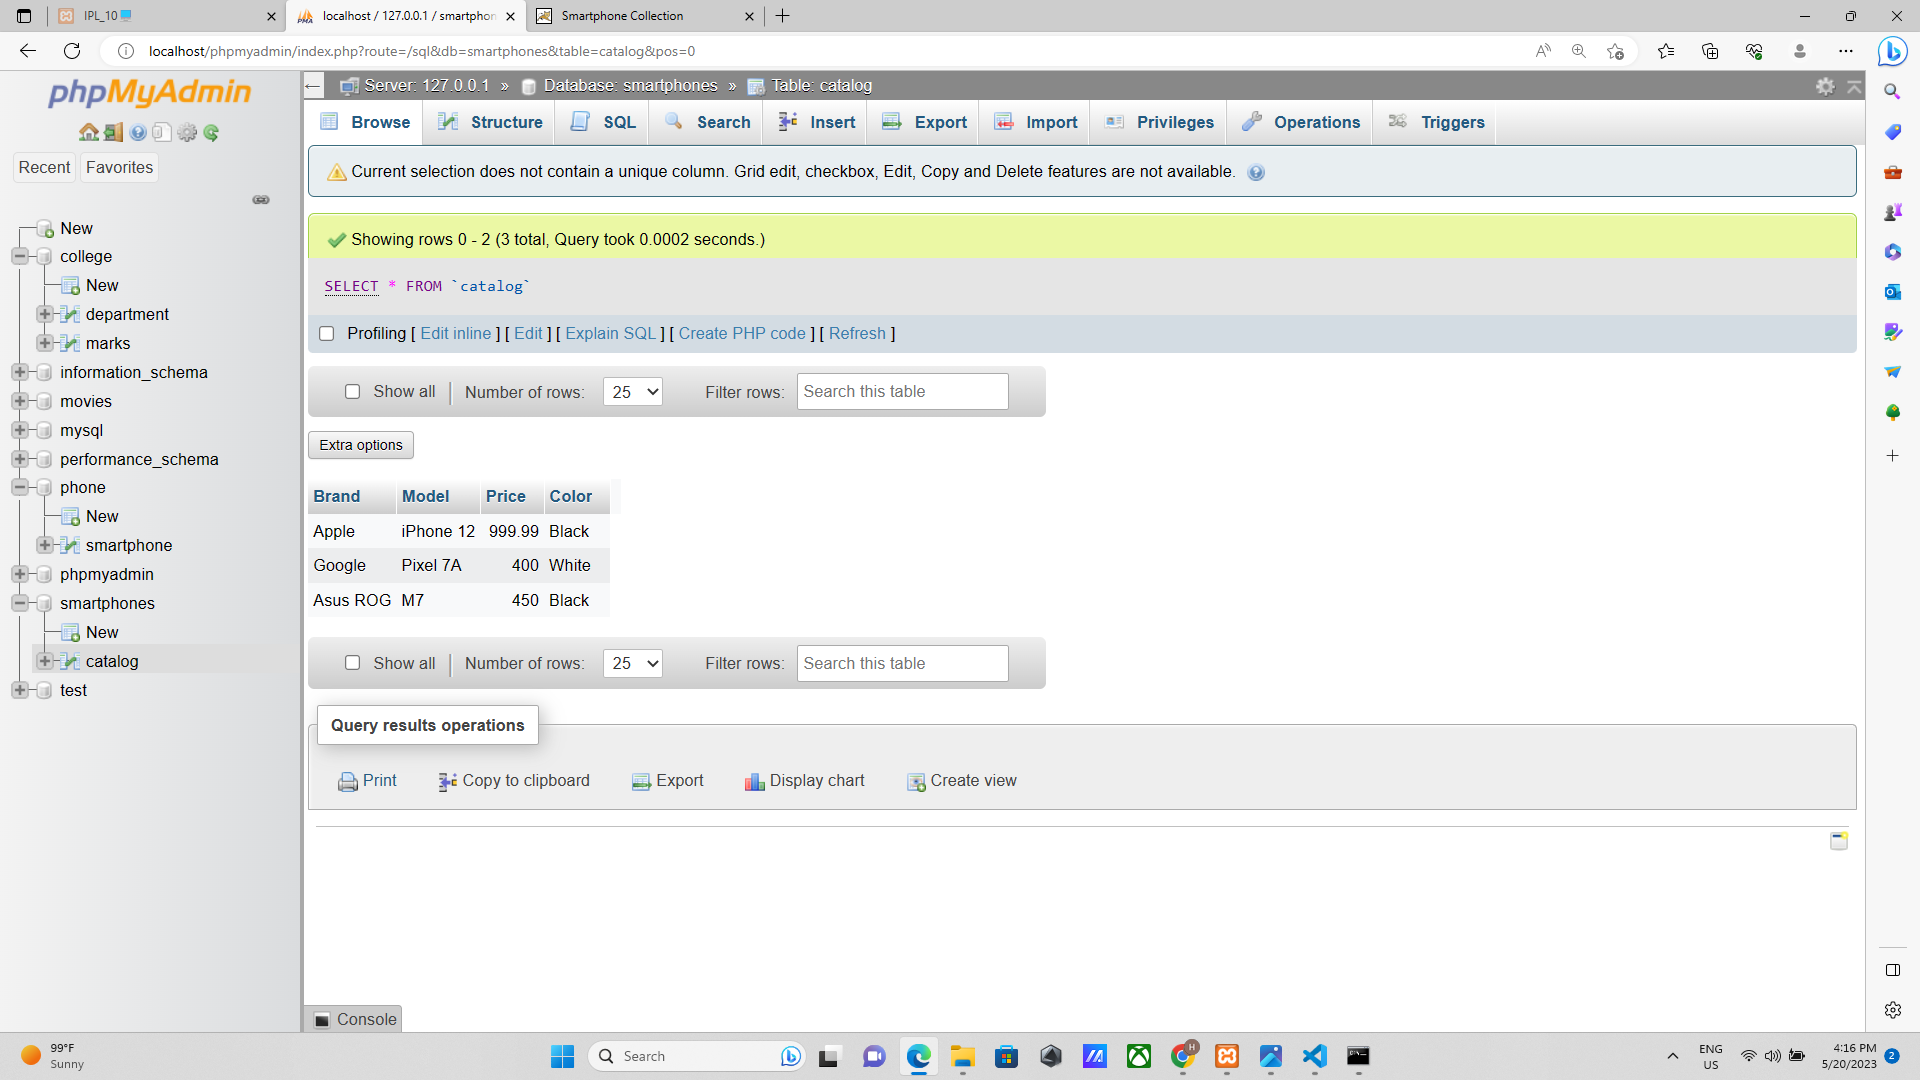 IPL_10
localhost / 127.0.0.1 / smartphon
Smartphone Collection
localhost/phpmyadmin/index.php?route=/sql&db=smartphones&table=catalog&pos=0
phpMyAdmin
Recent
Favorites
New
college
New
department
marks
information_schema
movies
mysql
performance_schema
phone
New
smartphone
phpmyadmin
smartphones
New
catalog
test
Server: 127.0.0.1 » Database: smartphones » Table: catalog
Browse Structure SQL Search Insert Export Import Privileges Operations Triggers
Current selection does not contain a unique column. Grid edit, checkbox, Edit, Copy and Delete features are not available.
Showing rows 0 - 2 (3 total, Query took 0.0002 seconds.)
SELECT * FROM `catalog`
Profiling [ Edit inline ] [ Edit ] [ Explain SQL ] [ Create PHP code ] [ Refresh ]
Show all | Number of rows: 25 Filter rows: Search this table
Extra options
Brand Model Price Color
Apple iPhone 12 999.99 Black
Google Pixel 7A 400 White
Asus ROG M7 450 Black
Show all | Number of rows: 25 Filter rows: Search this table
Query results operations
Print Copy to clipboard Export Display chart Create view
Console
99°F
Sunny
Search
ENG
US
4:16 PM
5/20/2023
2